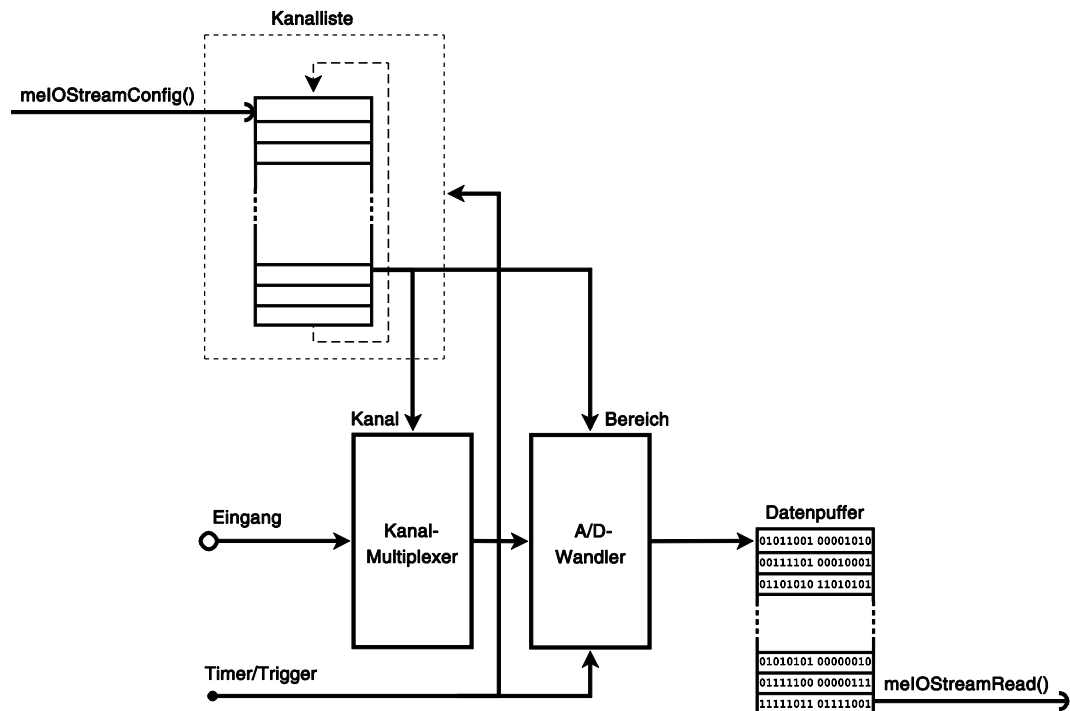 Kanalliste
meIOStreamConfig()
Kanal
Bereich
Eingang
Kanal-
Multiplexer
A/D-
Wandler
Datenpuffer
01011001 00001010
00111101 00010001
01101010 11010101
01010101 00000010
01111100 00000111
11111011 01111001
Timer/Trigger
meIOStreamRead()